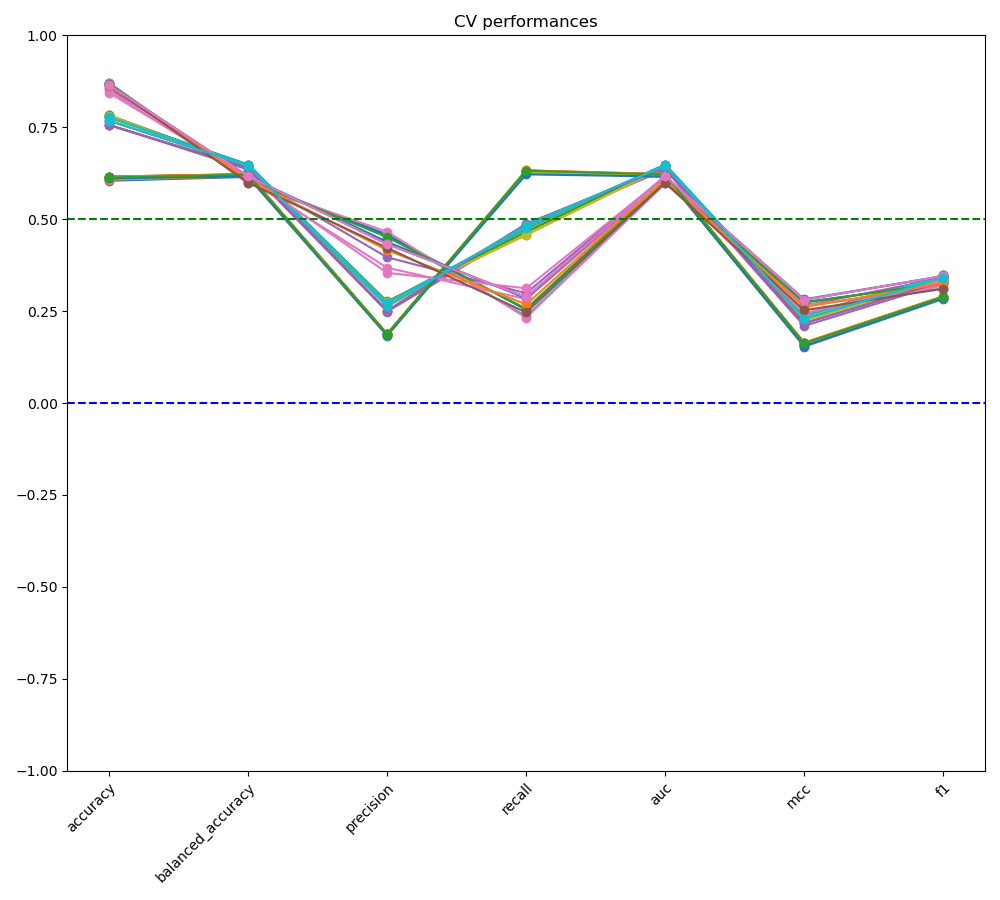 CV performances
1.00
0.75
0.50
0.25
0.00
−0.25
−0.50
−0.75
−1.00
accuracy
balanced_accuracy
precision
recall
auc
mcc
f1